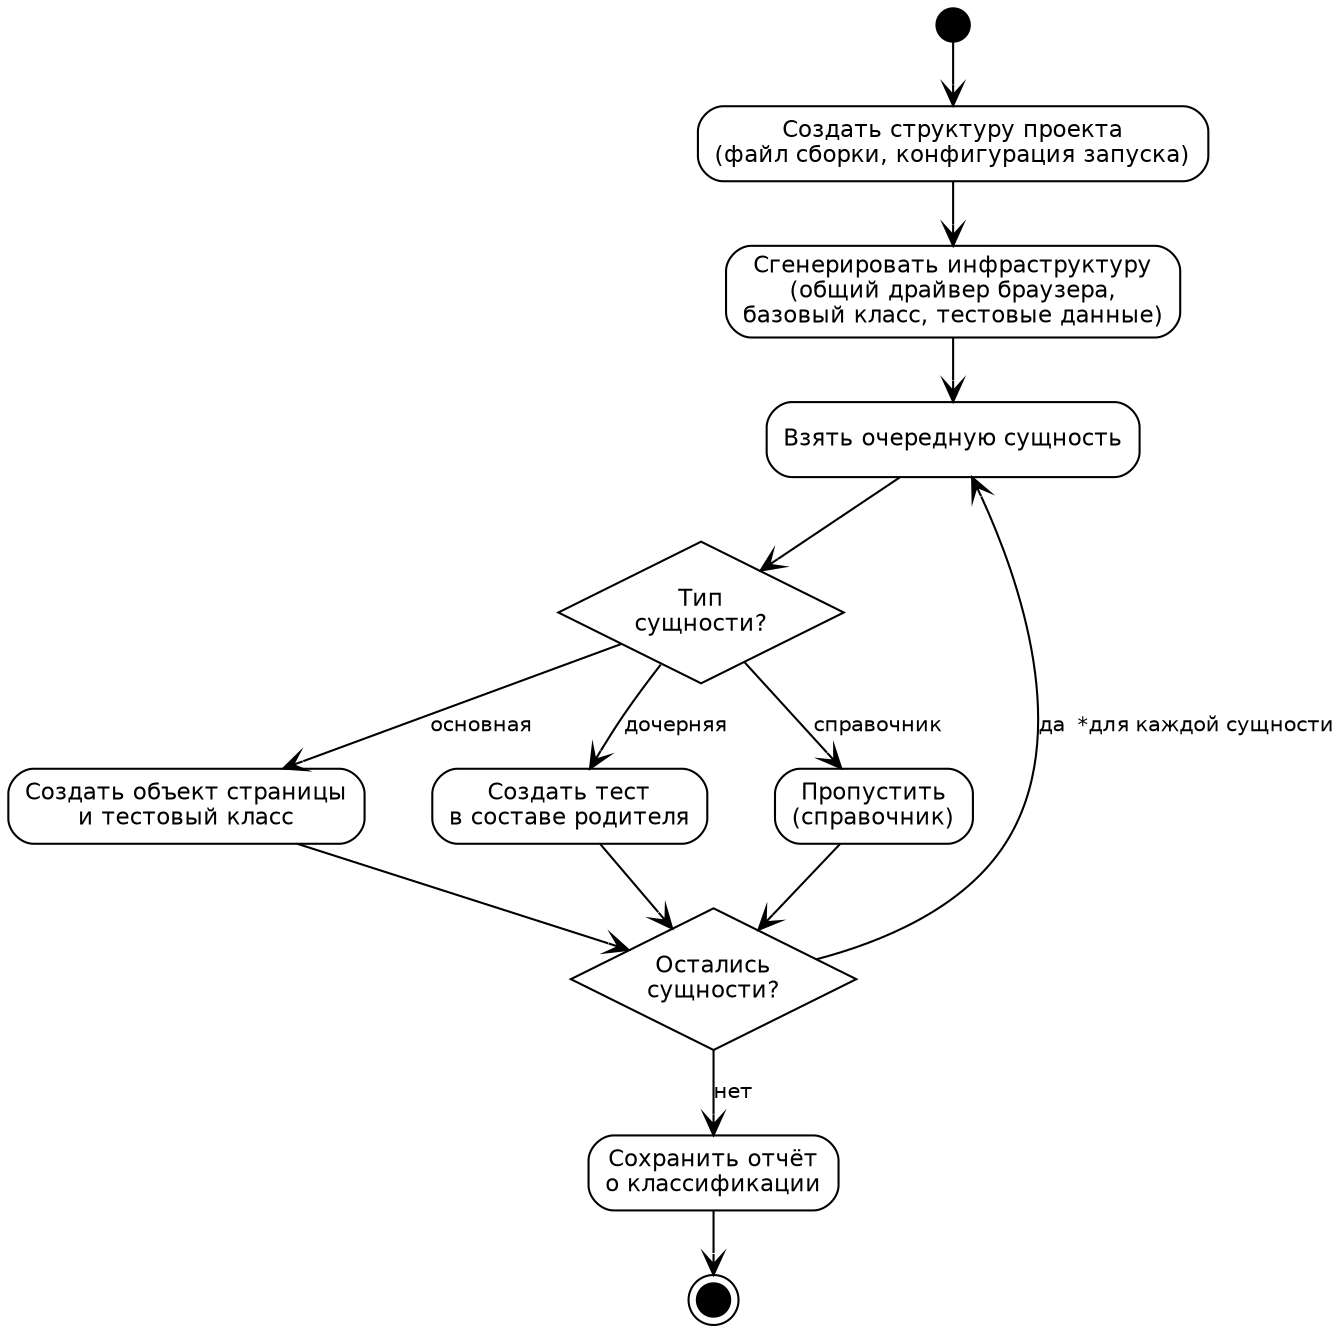 Создать структуру проекта
(файл сборки, конфигурация запуска)
Сгенерировать инфраструктуру
(общий драйвер браузера,
базовый класс, тестовые данные)
Взять очередную сущность
Тип
сущности?
основная
дочерняя
справочник
да  *для каждой сущности
Создать объект страницы
и тестовый класс
Создать тест
в составе родителя
Пропустить
(справочник)
Остались
сущности?
нет
Сохранить отчёт
о классификации